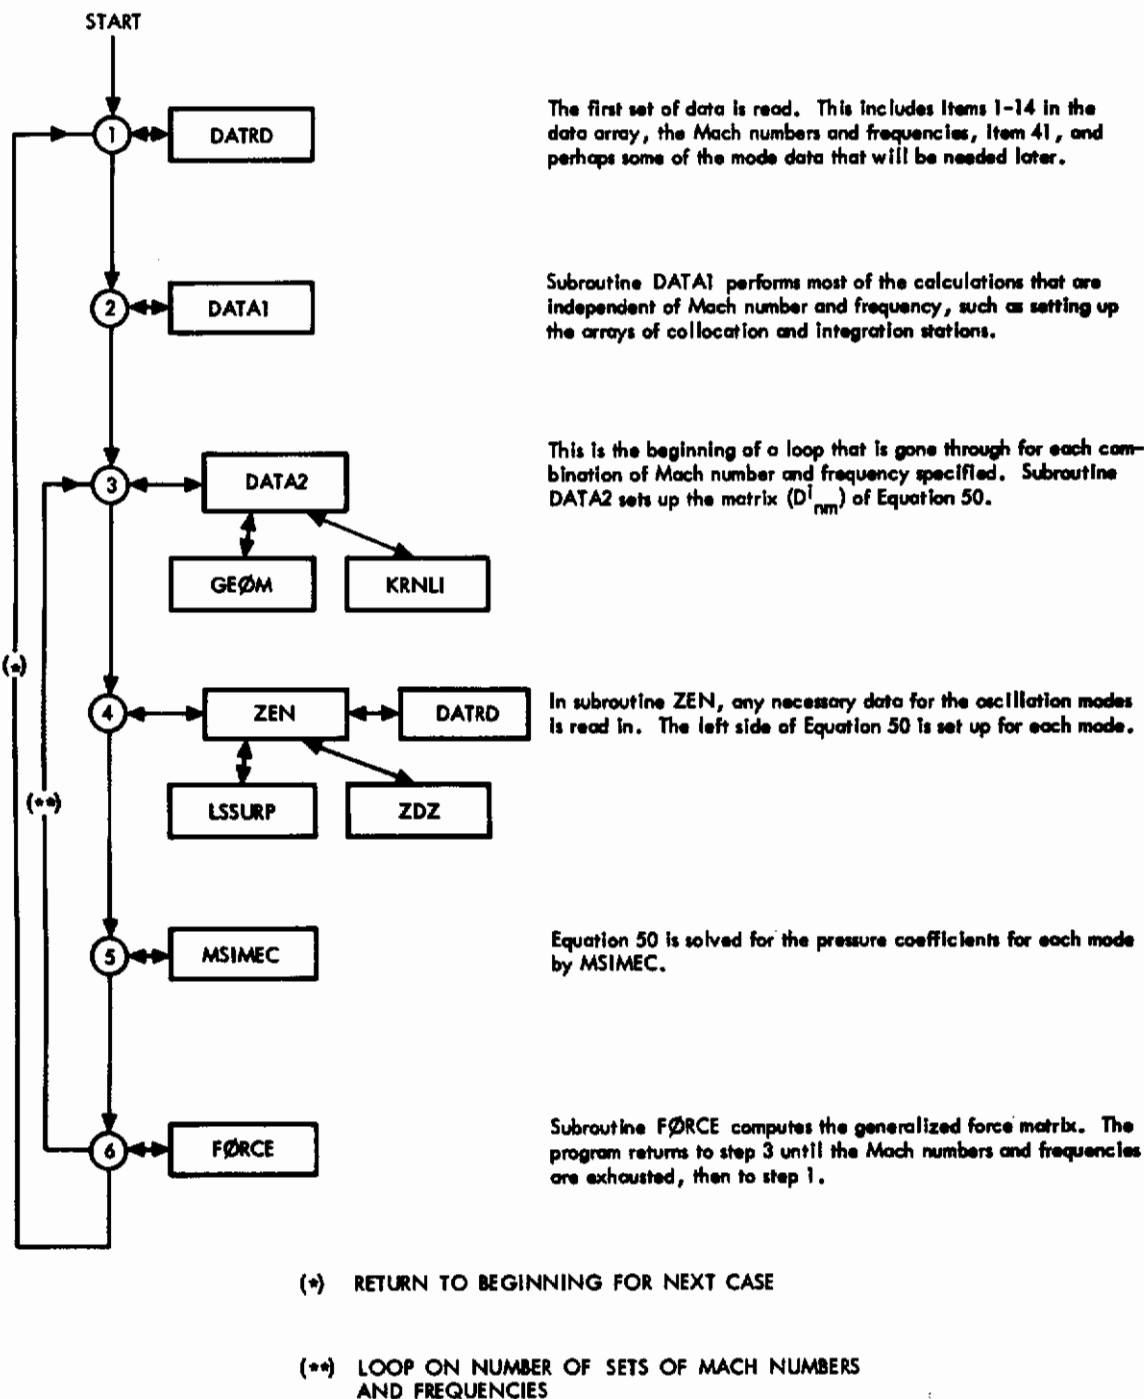 START
1
DATRD
The first set of data is read. This includes Items 1-14 in the
data array, the Mach numbers and frequencies, Item 41, and
perhaps some of the mode data that will be needed later.
2
DATA1
Subroutine DATA1 performs most of the calculations that are
independent of Mach number and frequency, such as setting up
the arrays of collocation and integration stations.
3
DATA2
This is the beginning of a loop that is gone through for each com-
bination of Mach number and frequency specified. Subroutine
DATA2 sets up the matrix (D^i_nm) of Equation 50.
GEØM
KRNLI
(*)
4
ZEN
DATRD
In subroutine ZEN, any necessary data for the oscillation modes
is read in. The left side of Equation 50 is set up for each mode.
(**)
LSSURP
ZDZ
5
MSIMEC
Equation 50 is solved for the pressure coefficients for each mode
by MSIMEC.
6
FØRCE
Subroutine FØRCE computes the generalized force matrix. The
program returns to step 3 until the Mach numbers and frequencies
are exhausted, then to step 1.
(*) RETURN TO BEGINNING FOR NEXT CASE
(**) LOOP ON NUMBER OF SETS OF MACH NUMBERS
AND FREQUENCIES